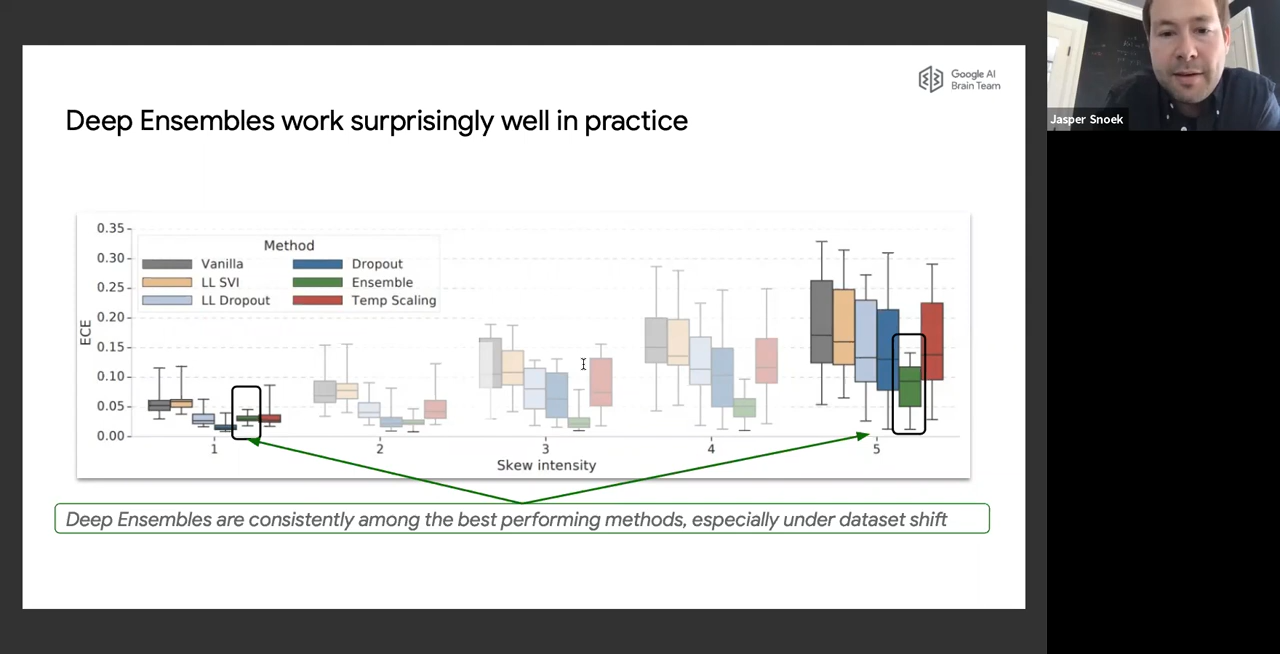 Google AI
Brain Team
Jasper Snoek
Deep Ensembles work surprisingly well in practice
0.35
0.30
0.25
0.20
0.15
0.10
0.05
0.00
ECE
Method
Vanilla
LL SVI
LL Dropout
Dropout
Ensemble
Temp Scaling
1 2 3 4 5
Skew intensity
Deep Ensembles are consistently among the best performing methods, especially under dataset shift